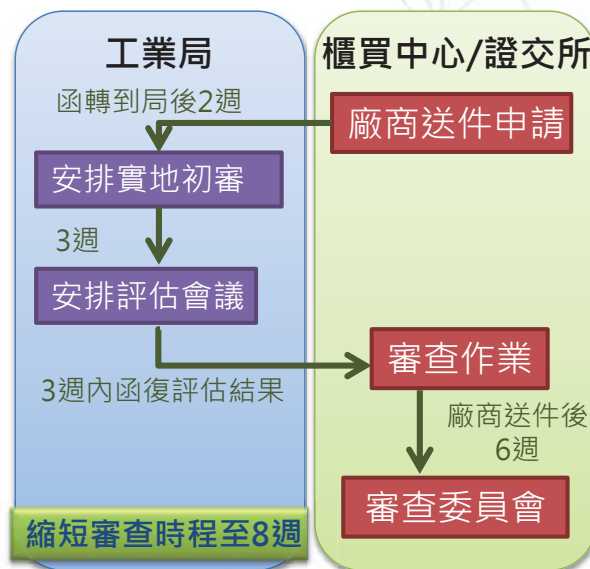 工業局
櫃買中心/證交所
函轉到局後2週
廠商送件申請
安排實地初審
3週
安排評估會議
審查作業
3週內函復評估結果
廠商送件後
6週
審查委員會
縮短審查時程至8週